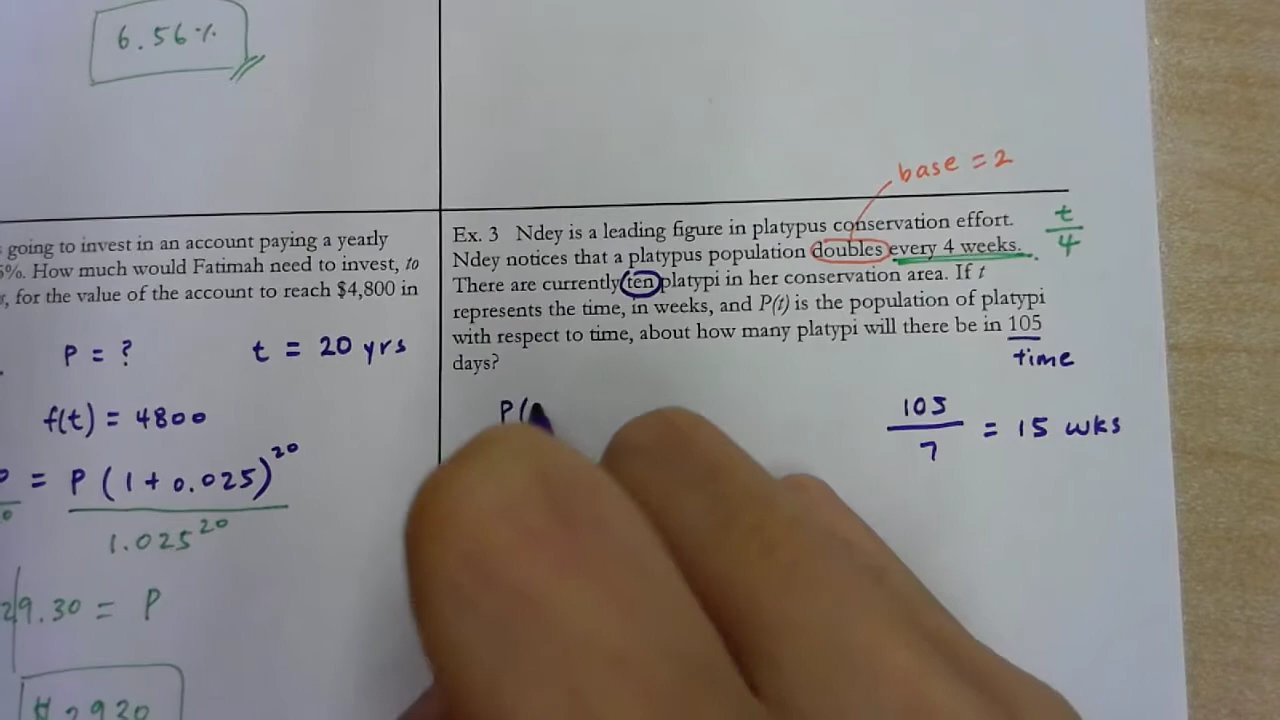 6.56%
base = 2
going to invest in an account paying a yearly
5%. How much would Fatimah need to invest, to
, for the value of the account to reach $4,800 in
P = ?
t = 20 yrs
f(t) = 4800
= P (1 + 0.025)^20
1.025^20
29.30 = P
2930
Ex. 3 Ndey is a leading figure in platypus conservation effort.
Ndey notices that a platypus population doubles every 4 weeks.
t/4
There are currently ten platypi in her conservation area. If t
represents the time, in weeks, and P(t) is the population of platypi
with respect to time, about how many platypi will there be in 105
days?
time
105/7 = 15 wks
P(